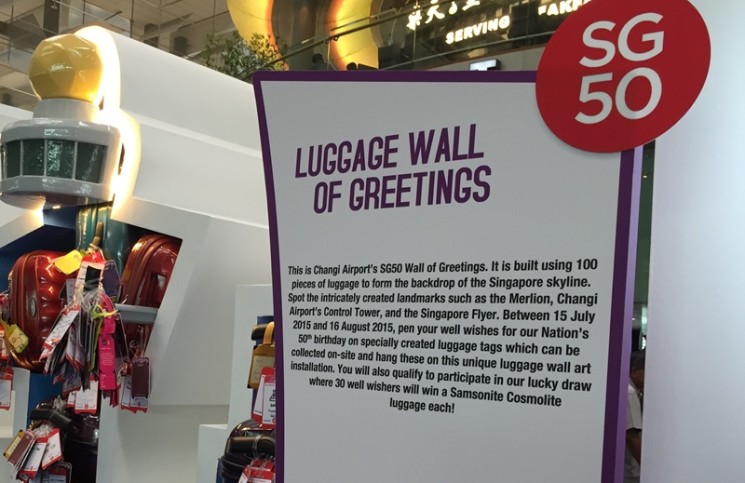 SERVING FAKF
SG
50
LUGGAGE WALL
OF GREETINGS
This is Changi Airport's SG50 Wall of Greetings. It is built using 100
pieces of luggage to form the backdrop of the Singapore skyline.
Spot the intricately created landmarks such as the Merlion, Changi
Airport's Control Tower, and the Singapore Flyer. Between 15 July
2015 and 16 August 2015, pen your well wishes for our Nation's
50th birthday on specially created luggage tags which can be
collected on-site and hang these on this unique luggage wall art
installation. You will also qualify to participate in our lucky draw
where 30 well wishers will win a Samsonite Cosmolite
luggage each!